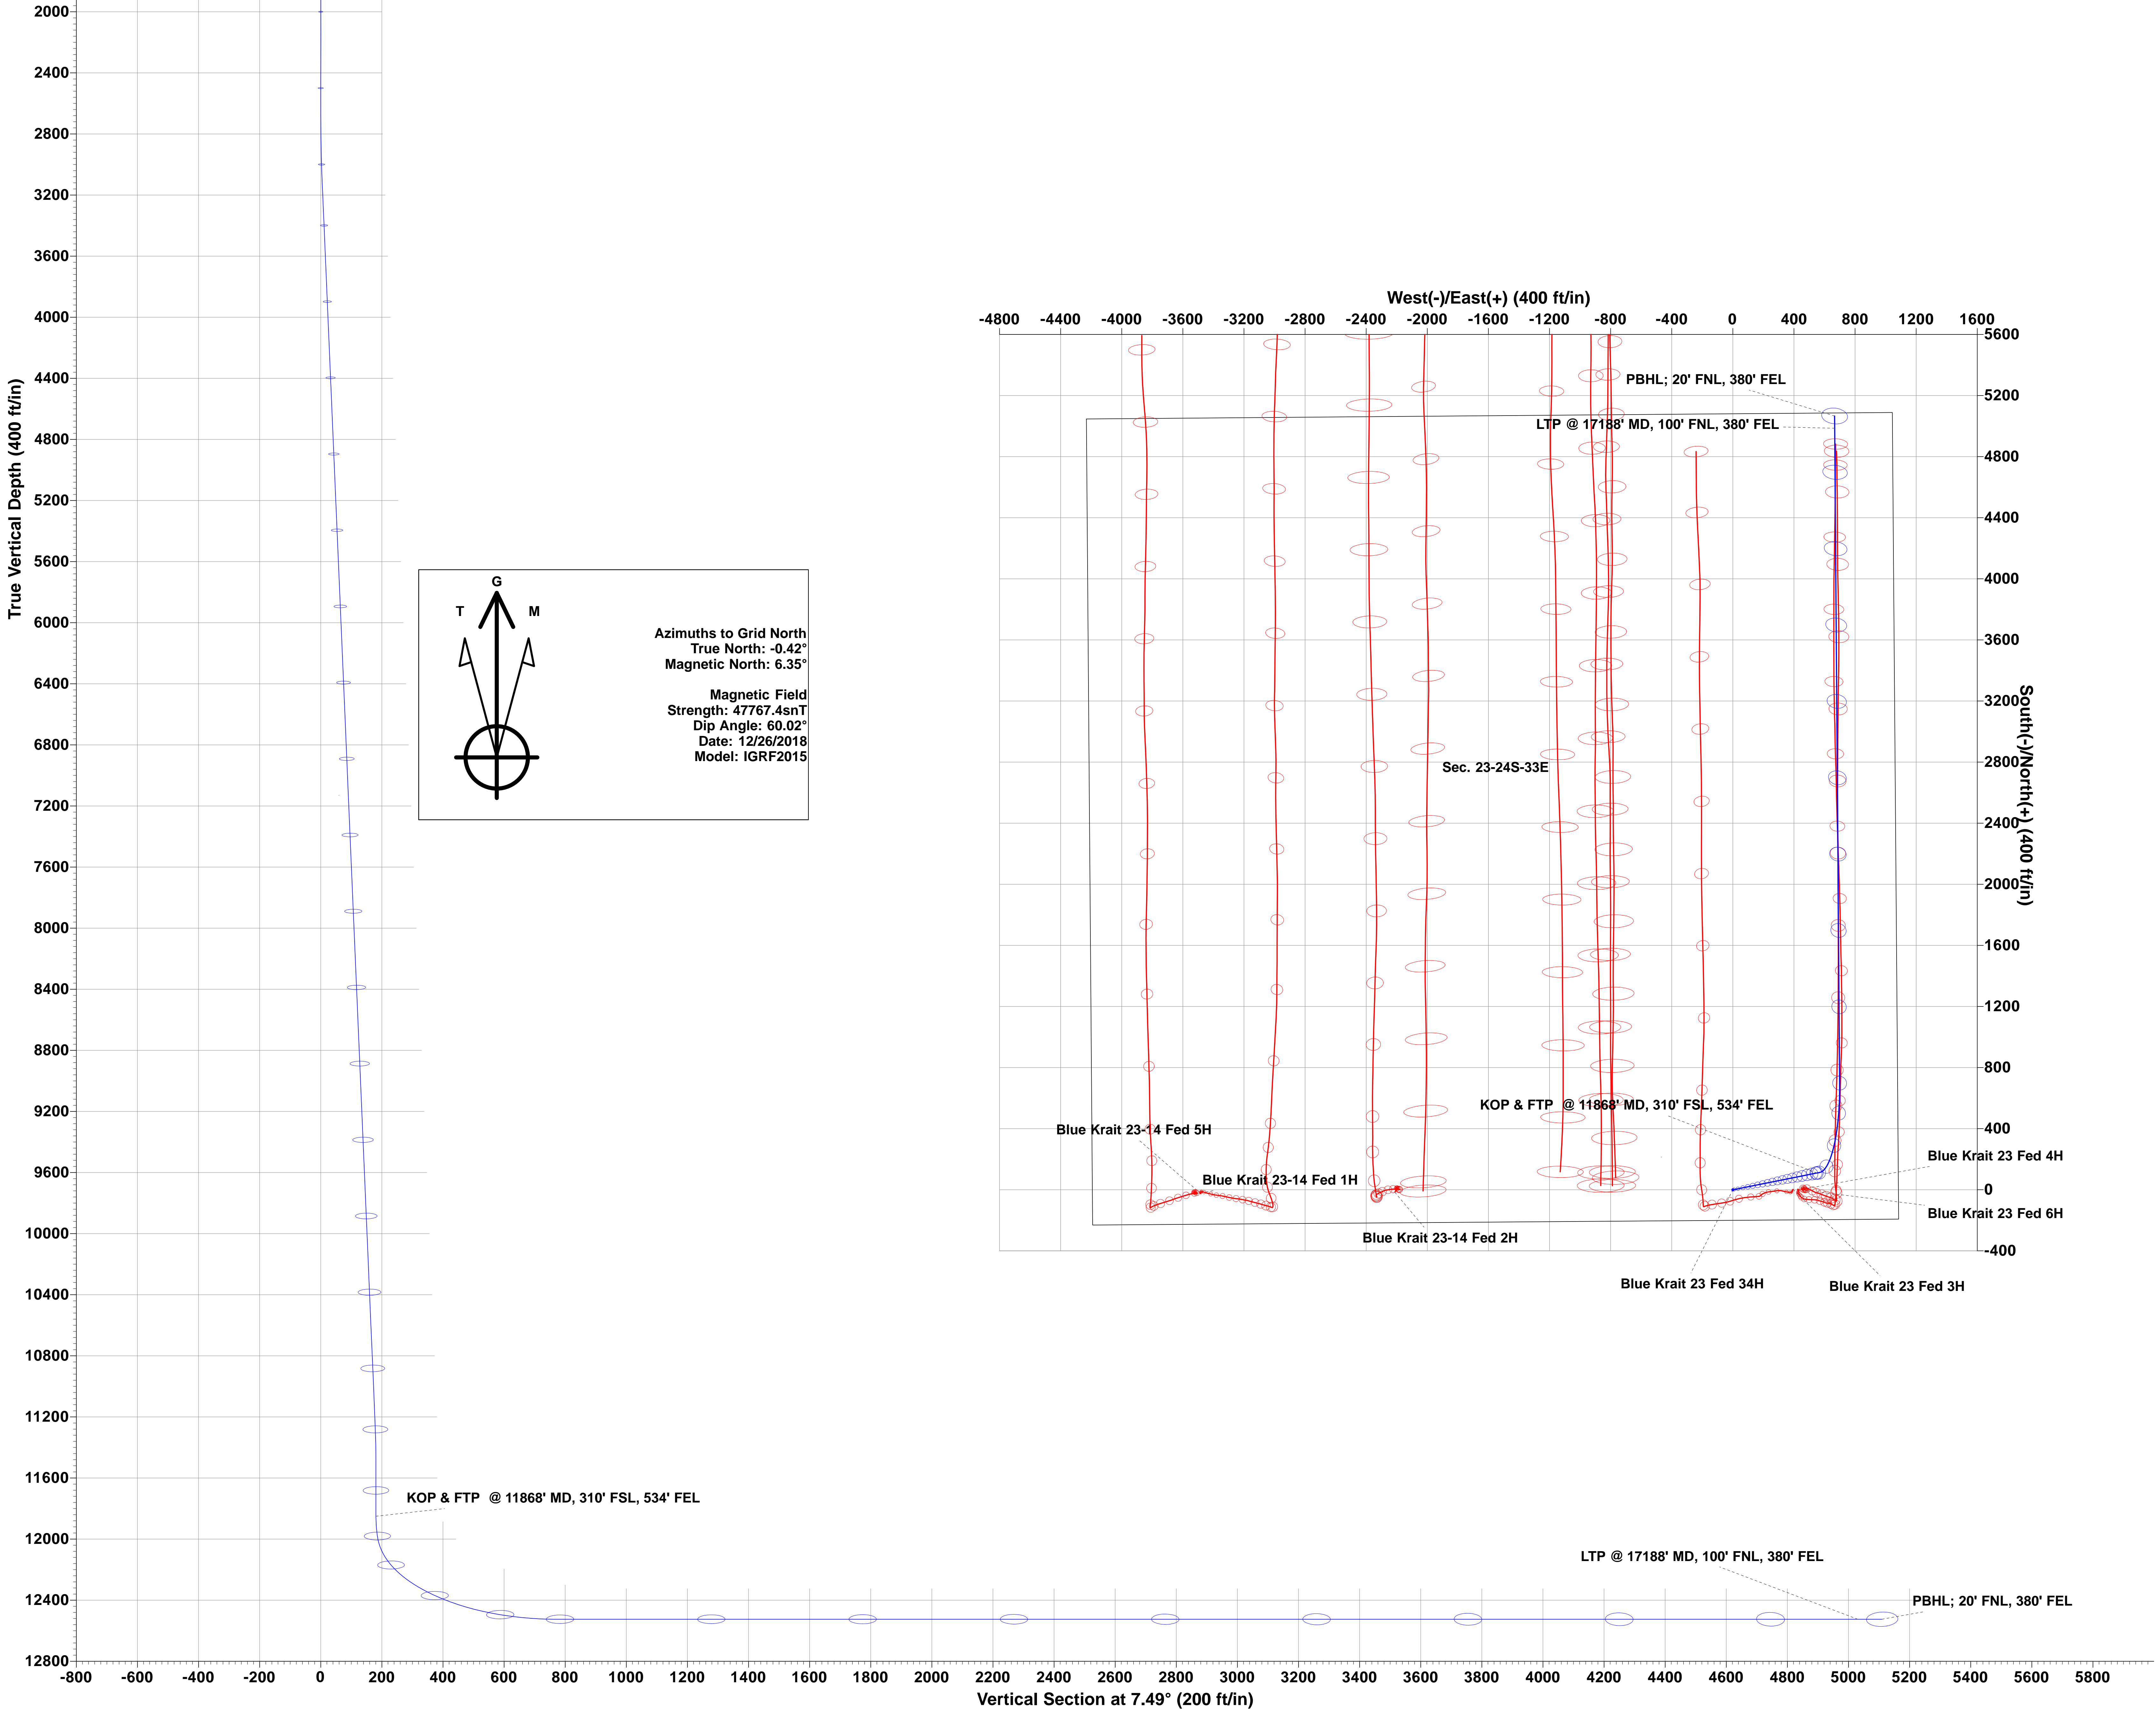 2000
2400
2800
3200
3600
4000
4400
4800
5200
5600
6000
6400
6800
7200
7600
8000
8400
8800
9200
9600
10000
10400
10800
11200
11600
12000
12400
12800
True Vertical Depth (400 ft/in)
-800 -600 -400 -200 0 200 400 600 800 1000 1200 1400 1600 1800 2000 2200 2400 2600 2800 3000 3200 3400 3600 3800 4000 4200 4400 4600 4800 5000 5200 5400 5600 5800
Vertical Section at 7.49° (200 ft/in)
KOP & FTP @ 11868' MD, 310' FSL, 534' FEL
LTP @ 17188' MD, 100' FNL, 380' FEL
PBHL; 20' FNL, 380' FEL
G
T M
Azimuths to Grid North
True North: -0.42°
Magnetic North: 6.35°
Magnetic Field
Strength: 47767.4snT
Dip Angle: 60.02°
Date: 12/26/2018
Model: IGRF2015
West(-)/East(+) (400 ft/in)
-4800 -4400 -4000 -3600 -3200 -2800 -2400 -2000 -1600 -1200 -800 -400 0 400 800 1200 1600
5600
5200
4800
4400
4000
3600
3200
2800
2400
2000
1600
1200
800
400
0
-400
South(-)/North(+) (400 ft/in)
PBHL; 20' FNL, 380' FEL
LTP @ 17188' MD, 100' FNL, 380' FEL
Sec. 23-24S-33E
KOP & FTP @ 11868' MD, 310' FSL, 534' FEL
Blue Krait 23-14 Fed 5H
Blue Krait 23 Fed 4H
Blue Krait 23-14 Fed 1H
Blue Krait 23 Fed 6H
Blue Krait 23-14 Fed 2H
Blue Krait 23 Fed 34H
Blue Krait 23 Fed 3H